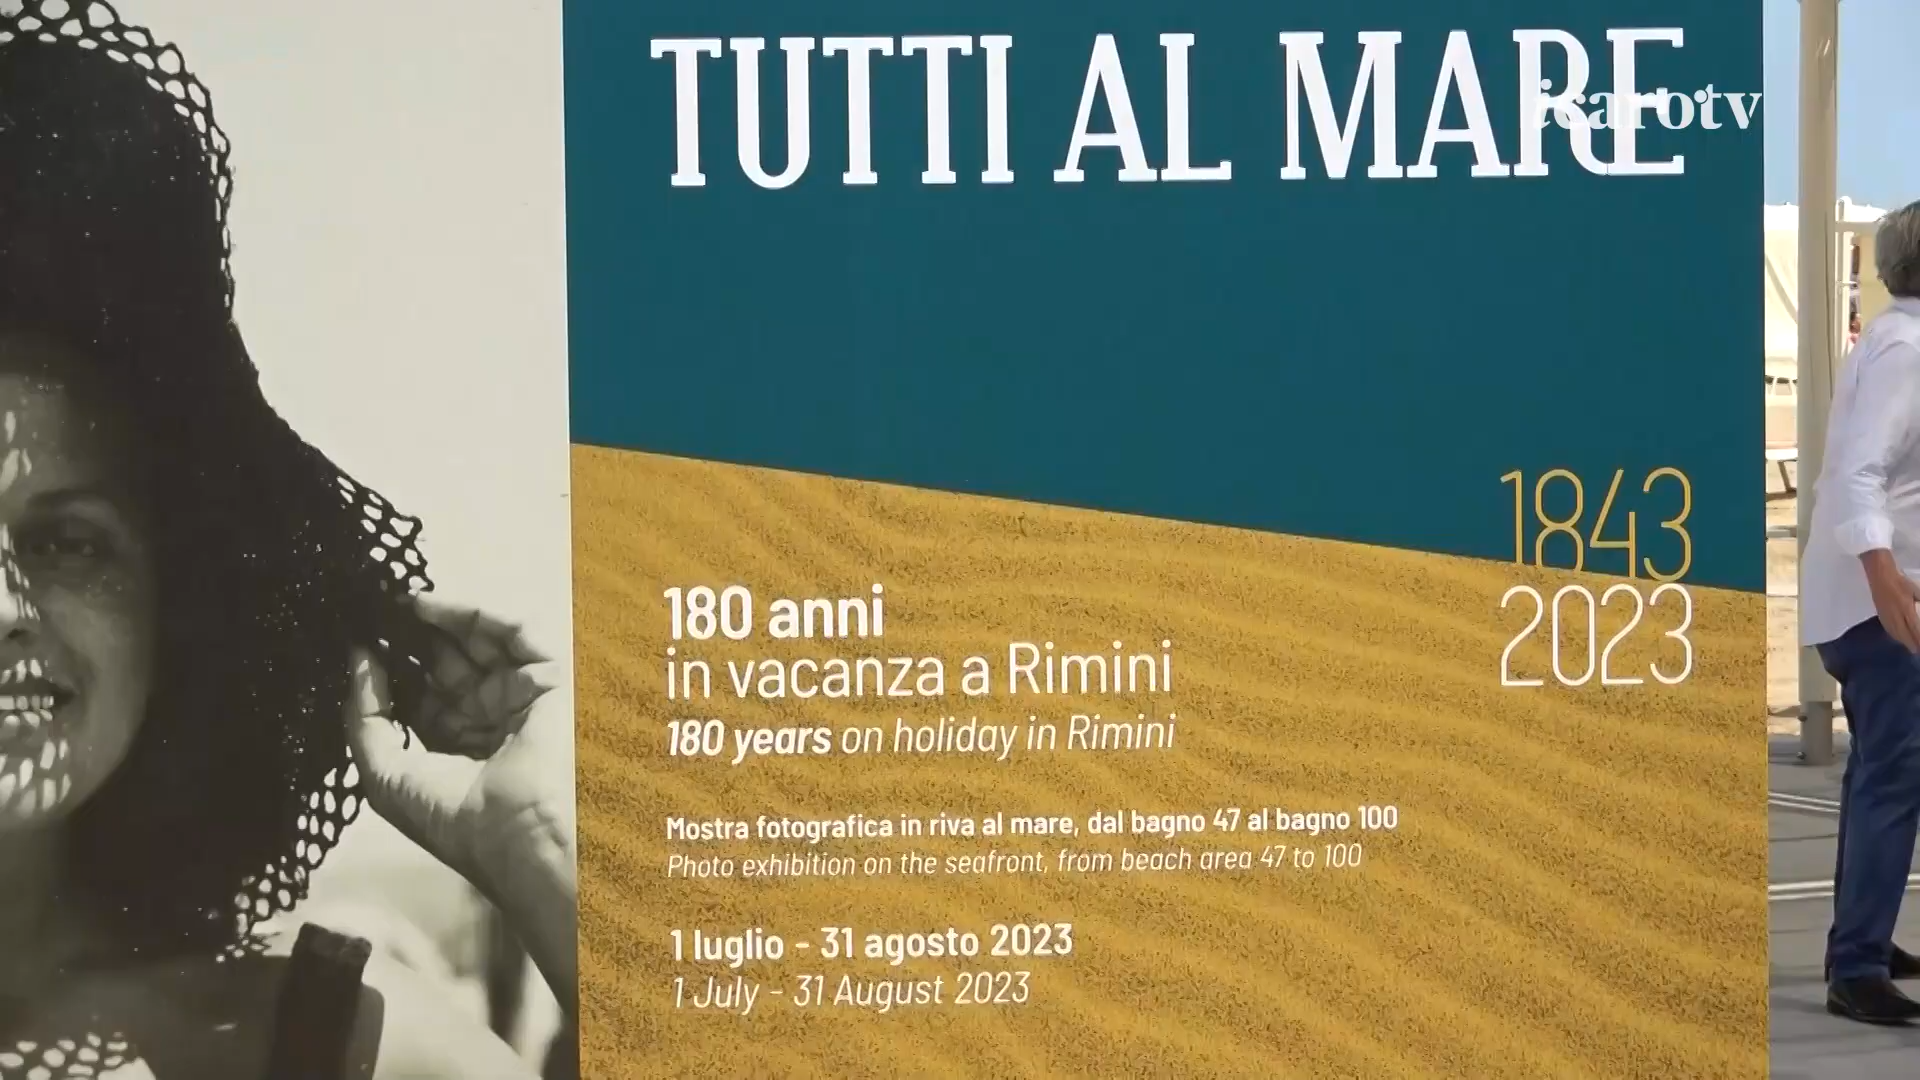 TUTTI AL MARE
icarotv
1843
2023
180 anni
in vacanza a Rimini
180 years on holiday in Rimini
Mostra fotografica in riva al mare, dal bagno 47 al bagno 100
Photo exhibition on the seafront, from beach area 47 to 100
1 luglio - 31 agosto 2023
1 July - 31 August 2023